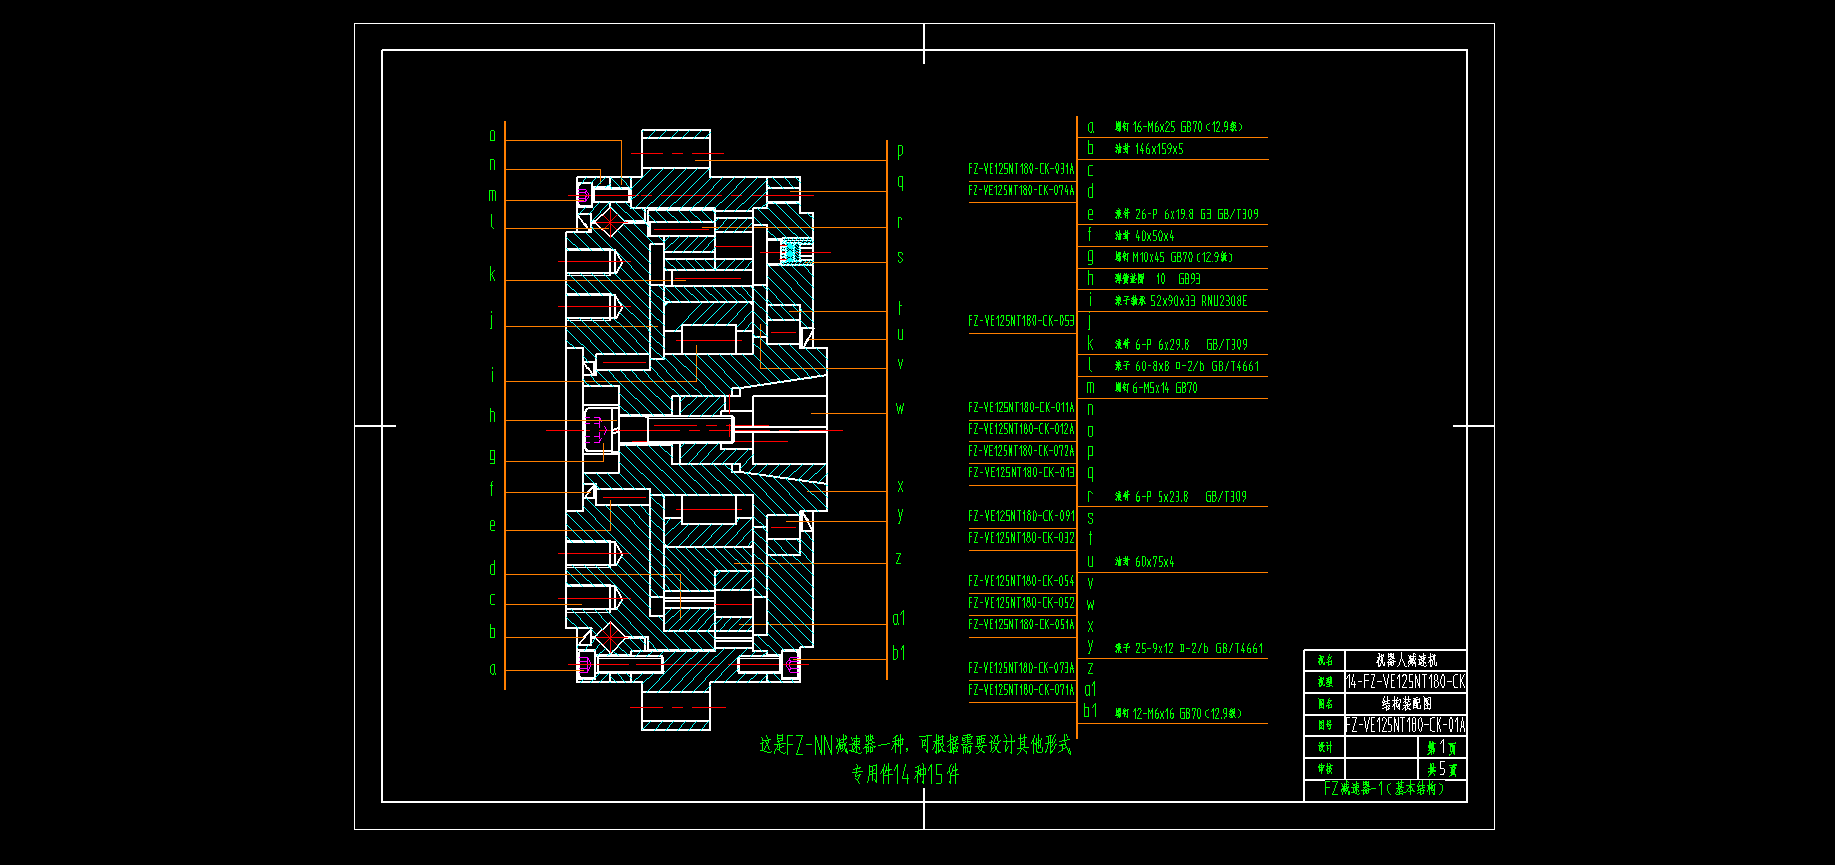 o
n
m
l
k
j
i
h
g
f
e
d
c
b
a
p
q
r
s
t
u
v
w
x
y
z
a1
b1
a 螺钉 16-M6x25 GB70(12.9级)
b 油封 146x159x5
FZ-VE125NT180-CK-031A c
FZ-VE125NT180-CK-074A d
e 滚针 26-P 6x19.8 G3 GB/T309
f 油封 40x50x4
g 螺钉 M10x45 GB70(12.9级)
h 弹簧垫圈 10 GB93
i 滚子轴承 52x90x33 RNU2308E
FZ-VE125NT180-CK-053 j
k 滚针 6-P 6x29.8 GB/T309
l 滚子 60-8x8 Ⅱ-2/b GB/T4661
m 螺钉 6-M5x14 GB70
FZ-VE125NT180-CK-011A n
FZ-VE125NT180-CK-012A o
FZ-VE125NT180-CK-072A p
FZ-VE125NT180-CK-013 q
r 滚针 6-P 5x23.8 GB/T309
FZ-VE125NT180-CK-091 s
FZ-VE125NT180-CK-032 t
u 油封 60x75x4
FZ-VE125NT180-CK-054 v
FZ-VE125NT180-CK-052 w
FZ-VE125NT180-CK-051A x
y 滚子 25-9x12 Ⅱ-2/b GB/T4661
FZ-VE125NT180-CK-073A z
FZ-VE125NT180-CK-071A a1
b1 螺钉 12-M6x16 GB70(12.9级)
这是FZ-NN减速器一种，可根据需要设计其他形式
专用件14种15件
机名 机器人减速机
机型 14-FZ-VE125NT180-CK
图名 结构装配图
图号 FZ-VE125NT180-CK-01A
设计 第1页
审核 共5页
FZ减速器-1(基本结构)